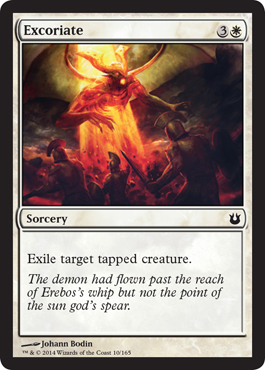 Excoriate 3
Sorcery
Exile target tapped creature.
The demon had flown past the reach
of Erebos's whip but not the point of
the sun god's spear.
Johann Bodin
™ & © 2014 Wizards of the Coast 10/165